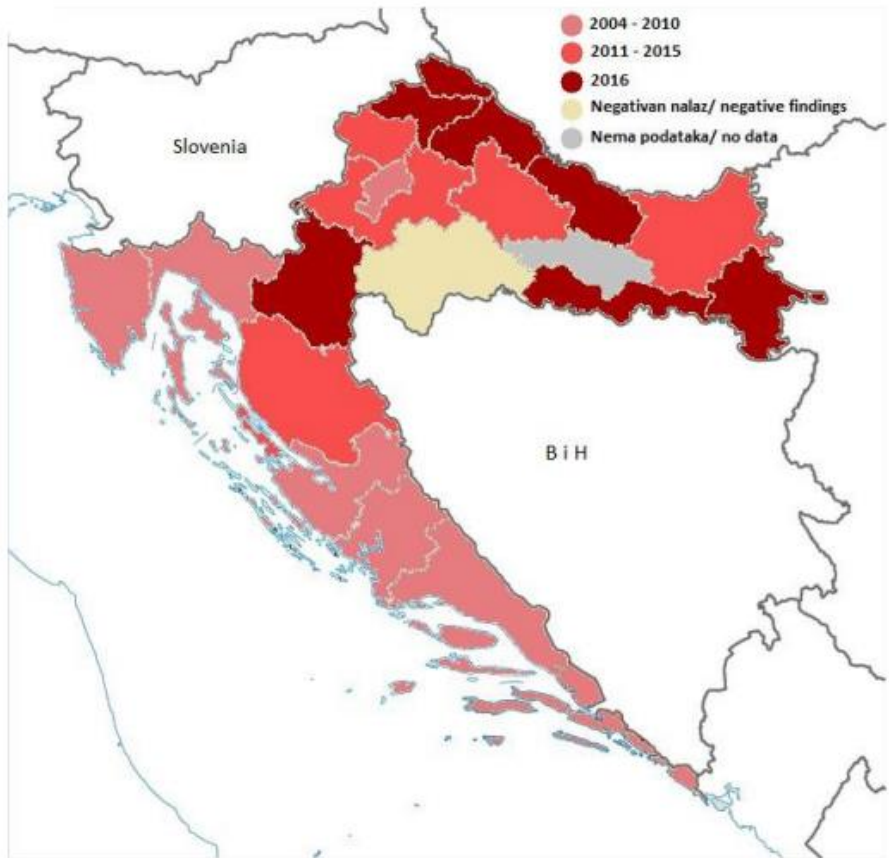 2004 - 2010
2011 - 2015
2016
Negativan nalaz/ negative findings
Nema podataka/ no data
Slovenia
B i H